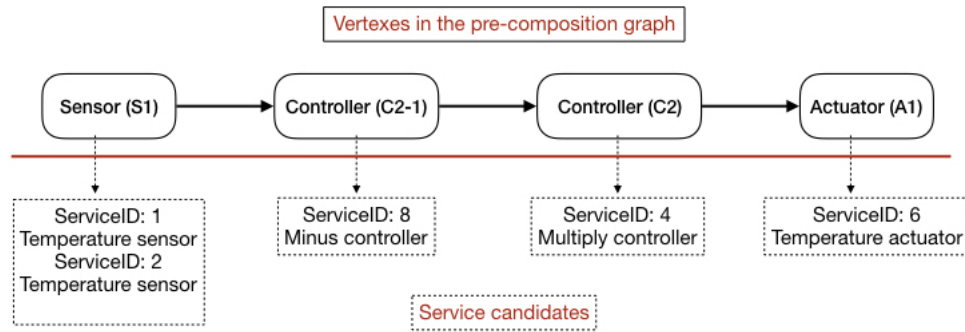 Vertexes in the pre-composition graph
Sensor (S1)
Controller (C2-1)
Controller (C2)
Actuator (A1)
ServiceID: 1
Temperature sensor
ServiceID: 2
Temperature sensor
ServiceID: 8
Minus controller
ServiceID: 4
Multiply controller
ServiceID: 6
Temperature actuator
Service candidates